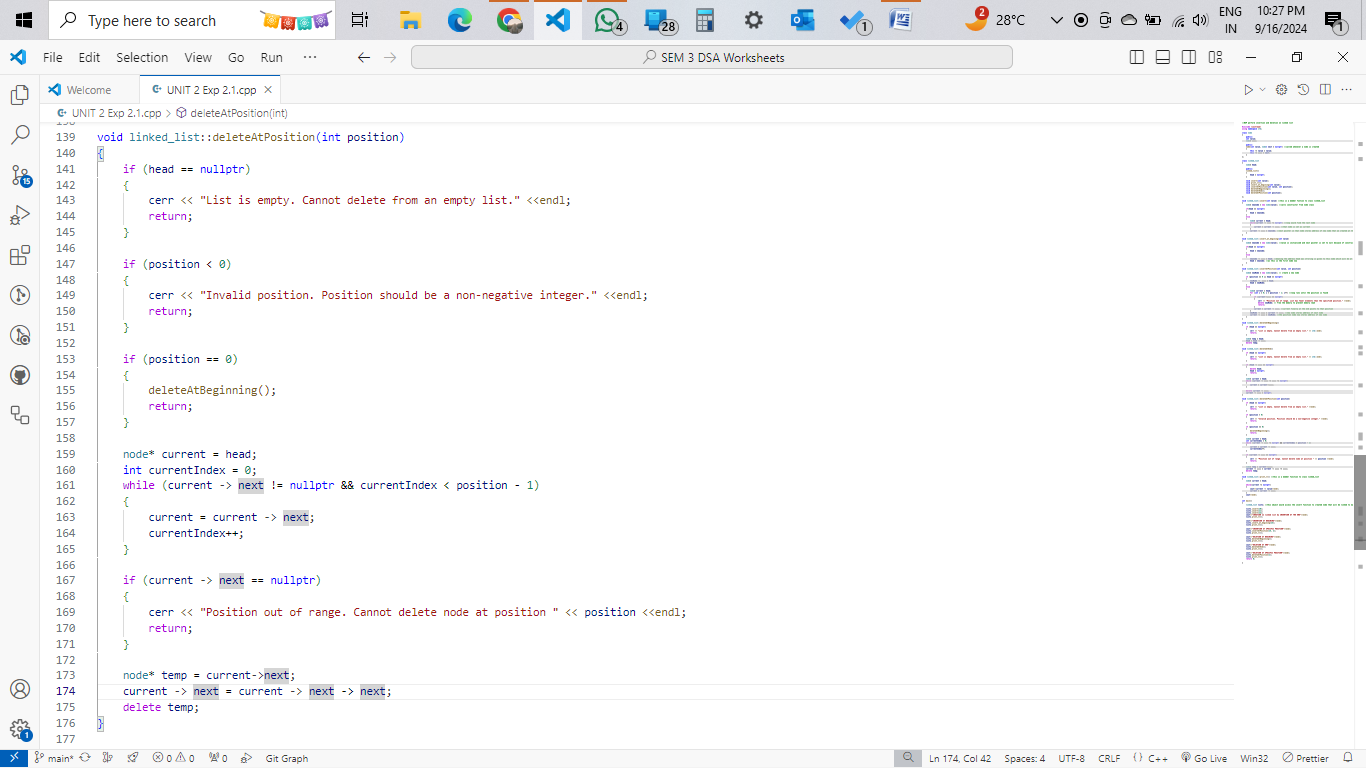 Type here to search
4
28
1
2
28°C
ENG
IN
10:27 PM
9/16/2024
1
File Edit Selection View Go Run ···
SEM 3 DSA Worksheets
Welcome
UNIT 2 Exp 2.1.cpp
UNIT 2 Exp 2.1.cpp > deleteAtPosition(int)
139 void linked_list::deleteAtPosition(int position)
140 {
141 if (head == nullptr)
142 {
143 cerr << "List is empty. Cannot delete from an empty list." <<endl;
144 return;
145 }
146
147 if (position < 0)
148 {
149 cerr << "Invalid position. Position should be a non-negative integer." <<endl;
150 return;
151 }
152
153 if (position == 0)
154 {
155 deleteAtBeginning();
156 return;
157 }
158
159 node* current = head;
160 int currentIndex = 0;
161 while (current -> next != nullptr && currentIndex < position - 1)
162 {
163 current = current -> next;
164 currentIndex++;
165 }
166
167 if (current -> next == nullptr)
168 {
169 cerr << "Position out of range. Cannot delete node at position " << position <<endl;
170 return;
171 }
172
173 node* temp = current->next;
174 current -> next = current -> next -> next;
175 delete temp;
176 }
177
15
1
main* 0 0 0 Git Graph
Ln 174, Col 42 Spaces: 4 UTF-8 CRLF {} C++ Go Live Win32 Prettier